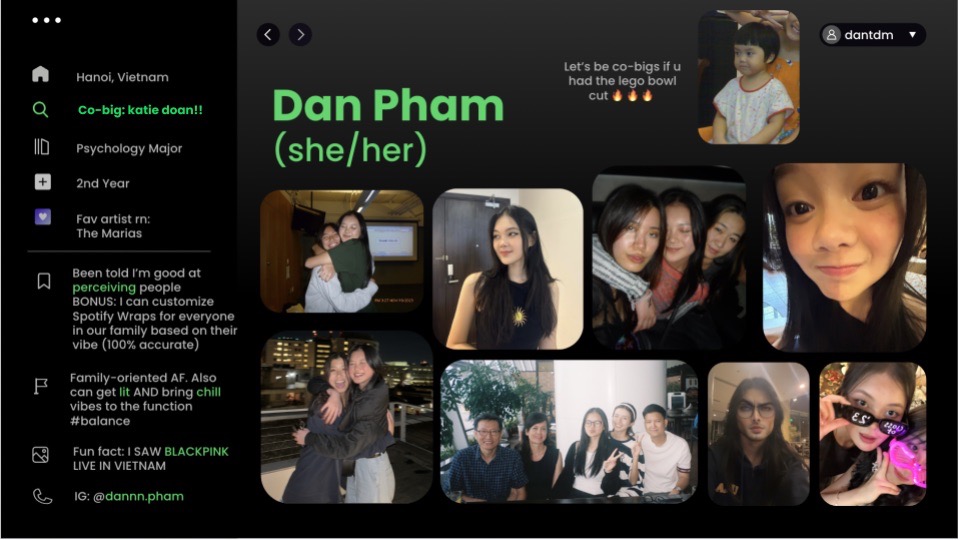 Hanoi, Vietnam
Co-big: katie doan!!
Psychology Major
2nd Year
Fav artist rn:
The Marias
Been told I'm good at
perceiving people
BONUS: I can customize
Spotify Wraps for everyone
in our family based on their
vibe (100% accurate)
Family-oriented AF. Also
can get lit AND bring chill
vibes to the function
#balance
Fun fact: I SAW BLACKPINK
LIVE IN VIETNAM
IG: @dannn.pham
dantdm
Let's be co-bigs if u
had the lego bowl
cut 🔥🔥🔥
Dan Pham
(she/her)